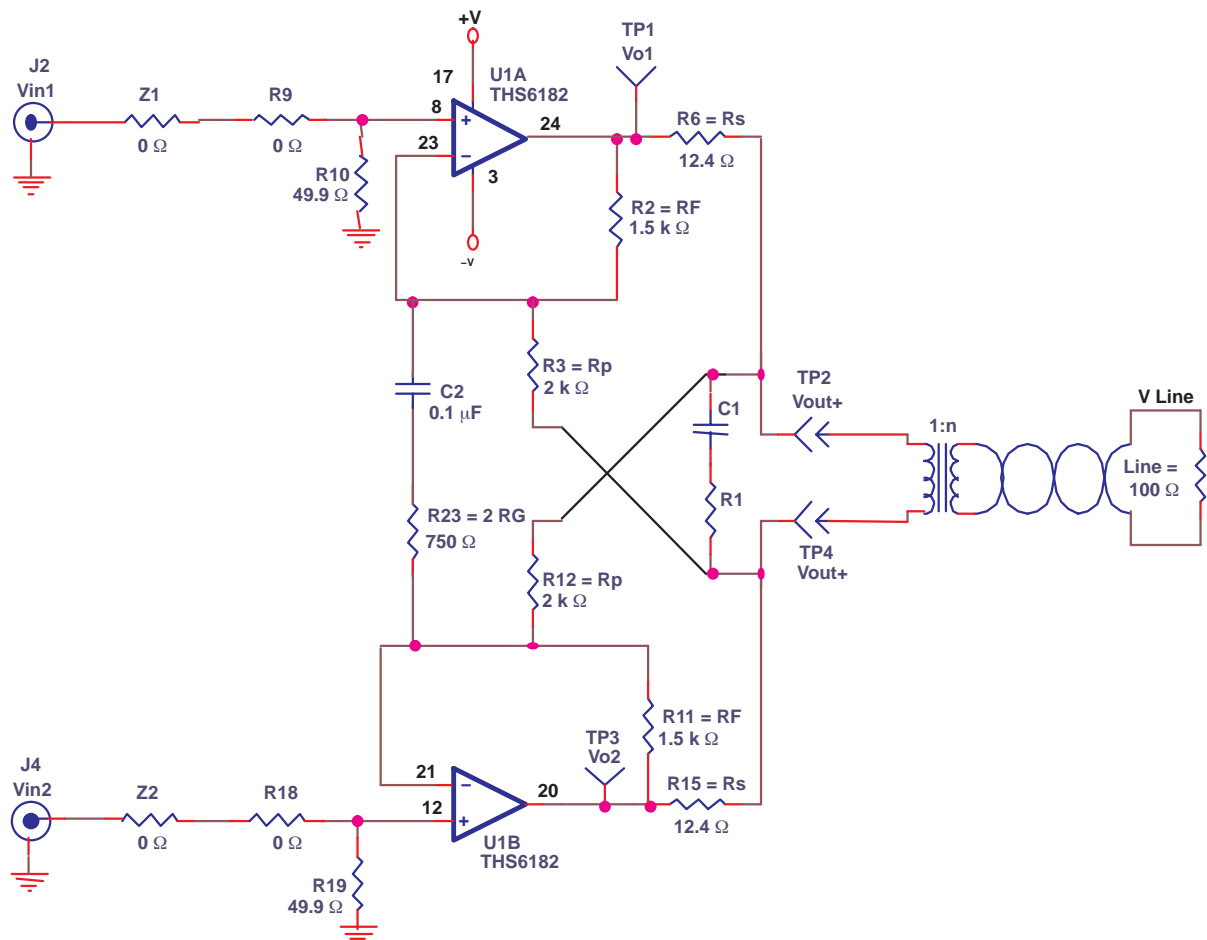 +V
J2
Vin1
Z1
0 Ω
R9
0 Ω
R10
49.9 Ω
17
U1A
THS6182
8
+
23
−
24
3
−V
TP1
Vo1
R6 = Rs
12.4 Ω
R2 = RF
1.5 k Ω
R3 = Rp
2 k Ω
C2
0.1 μF
C1
R1
TP2
Vout+
1:n
V Line
Line =
100 Ω
R23 = 2 RG
750 Ω
R12 = Rp
2 k Ω
TP4
Vout+
R11 = RF
1.5 k Ω
TP3
Vo2
R15 = Rs
12.4 Ω
J4
Vin2
Z2
0 Ω
R18
0 Ω
R19
49.9 Ω
21
−
12
+
20
U1B
THS6182